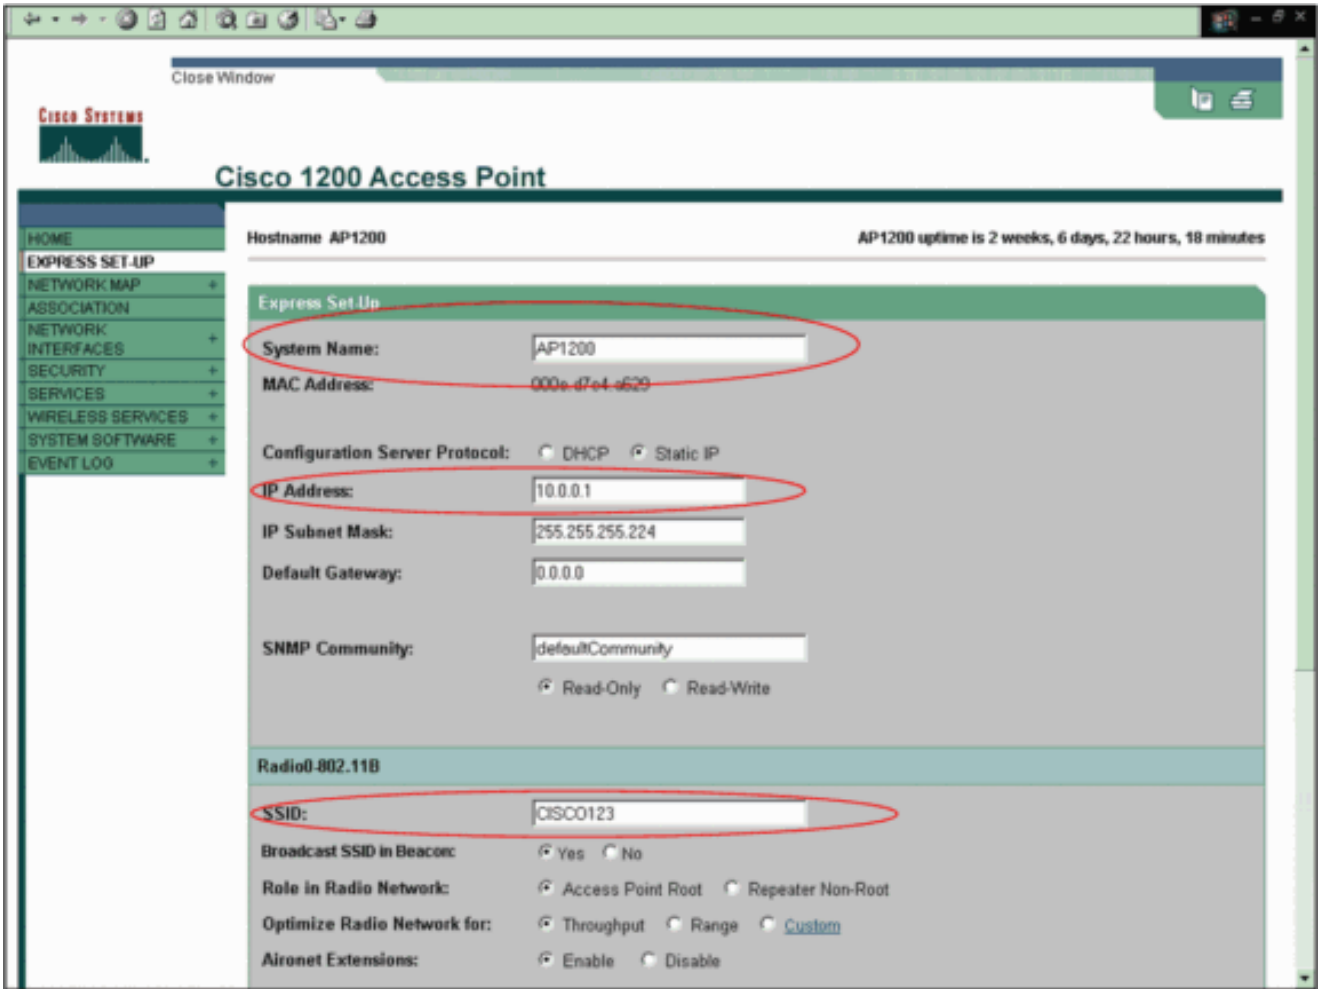 Close Window
CISCO SYSTEMS
Cisco 1200 Access Point
HOME
EXPRESS SET-UP
NETWORK MAP +
ASSOCIATION
NETWORK
INTERFACES +
SECURITY +
SERVICES +
WIRELESS SERVICES +
SYSTEM SOFTWARE +
EVENT LOG +
Hostname AP1200 AP1200 uptime is 2 weeks, 6 days, 22 hours, 18 minutes
Express Set-Up
System Name: AP1200
MAC Address: 000e.d7e4.a629
Configuration Server Protocol: DHCP Static IP
IP Address: 10.0.0.1
IP Subnet Mask: 255.255.255.224
Default Gateway: 0.0.0.0
SNMP Community: defaultCommunity
Read-Only Read-Write
Radio0-802.11B
SSID: CISCO123
Broadcast SSID in Beacon: Yes No
Role in Radio Network: Access Point Root Repeater Non-Root
Optimize Radio Network for: Throughput Range Custom
Aironet Extensions: Enable Disable